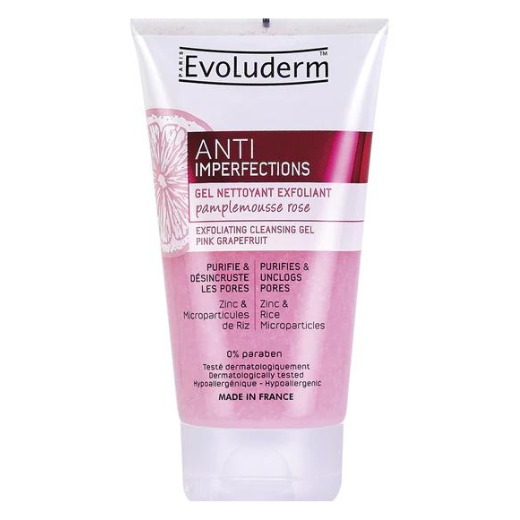 PARIS
EvoLuderm™
ANTI
IMPERFECTIONS
GEL NETTOYANT EXFOLIANT
pamplemousse rose
EXFOLIATING CLEANSING GEL
PINK GRAPEFRUIT
PURIFIE &
DÉSINCRUSTE
LES PORES
Zinc &
Microparticules
de Riz
PURIFIES &
UNCLOGS
PORES
Zinc &
Rice
Microparticles
0% paraben
Testé dermatologiquement
Dermatologically tested
Hypoallergénique - Hypoallergenic
MADE IN FRANCE